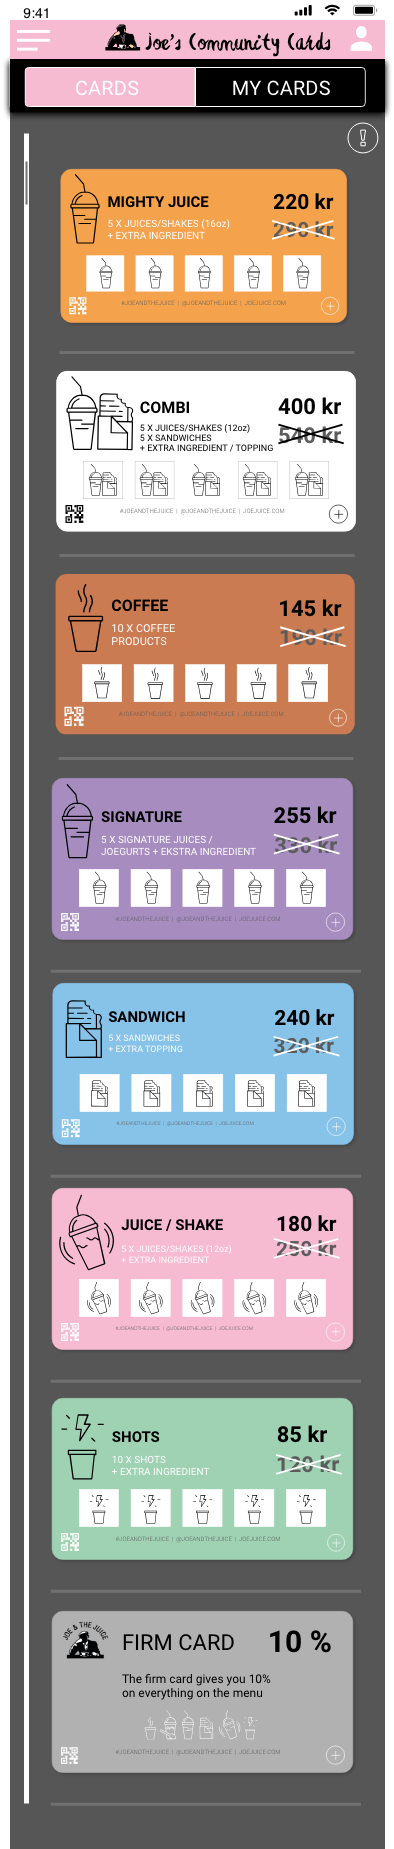 9:41
Joe's Community Cards
CARDS
MY CARDS
MIGHTY JUICE
220 kr
5 X JUICES/SHAKES (16oz)
+ EXTRA INGREDIENT
290 kr
#JOEANDTHEJUICE | @JOEANDTHEJUICE | JOEJUICE.COM
COMBI
400 kr
5 X JUICES/SHAKES (12oz)
5 X SANDWICHES
+ EXTRA INGREDIENT / TOPPING
540 kr
#JOEANDTHEJUICE | @JOEANDTHEJUICE | JOEJUICE.COM
COFFEE
145 kr
10 X COFFEE
PRODUCTS
190 kr
#JOEANDTHEJUICE | @JOEANDTHEJUICE | JOEJUICE.COM
SIGNATURE
255 kr
5 X SIGNATURE JUICES /
JOEGURTS + EKSTRA INGREDIENT
330 kr
#JOEANDTHEJUICE | @JOEANDTHEJUICE | JOEJUICE.COM
SANDWICH
240 kr
5 X SANDWICHES
+ EXTRA TOPPING
320 kr
#JOEANDTHEJUICE | @JOEANDTHEJUICE | JOEJUICE.COM
JUICE / SHAKE
180 kr
5 X JUICES/SHAKES (12oz)
+ EXTRA INGREDIENT
250 kr
#JOEANDTHEJUICE | @JOEANDTHEJUICE | JOEJUICE.COM
SHOTS
85 kr
10 X SHOTS
+ EXTRA INGREDIENT
120 kr
#JOEANDTHEJUICE | @JOEANDTHEJUICE | JOEJUICE.COM
JOE & THE JUICE
FIRM CARD
10 %
The firm card gives you 10%
on everything on the menu
#JOEANDTHEJUICE | @JOEANDTHEJUICE | JOEJUICE.COM